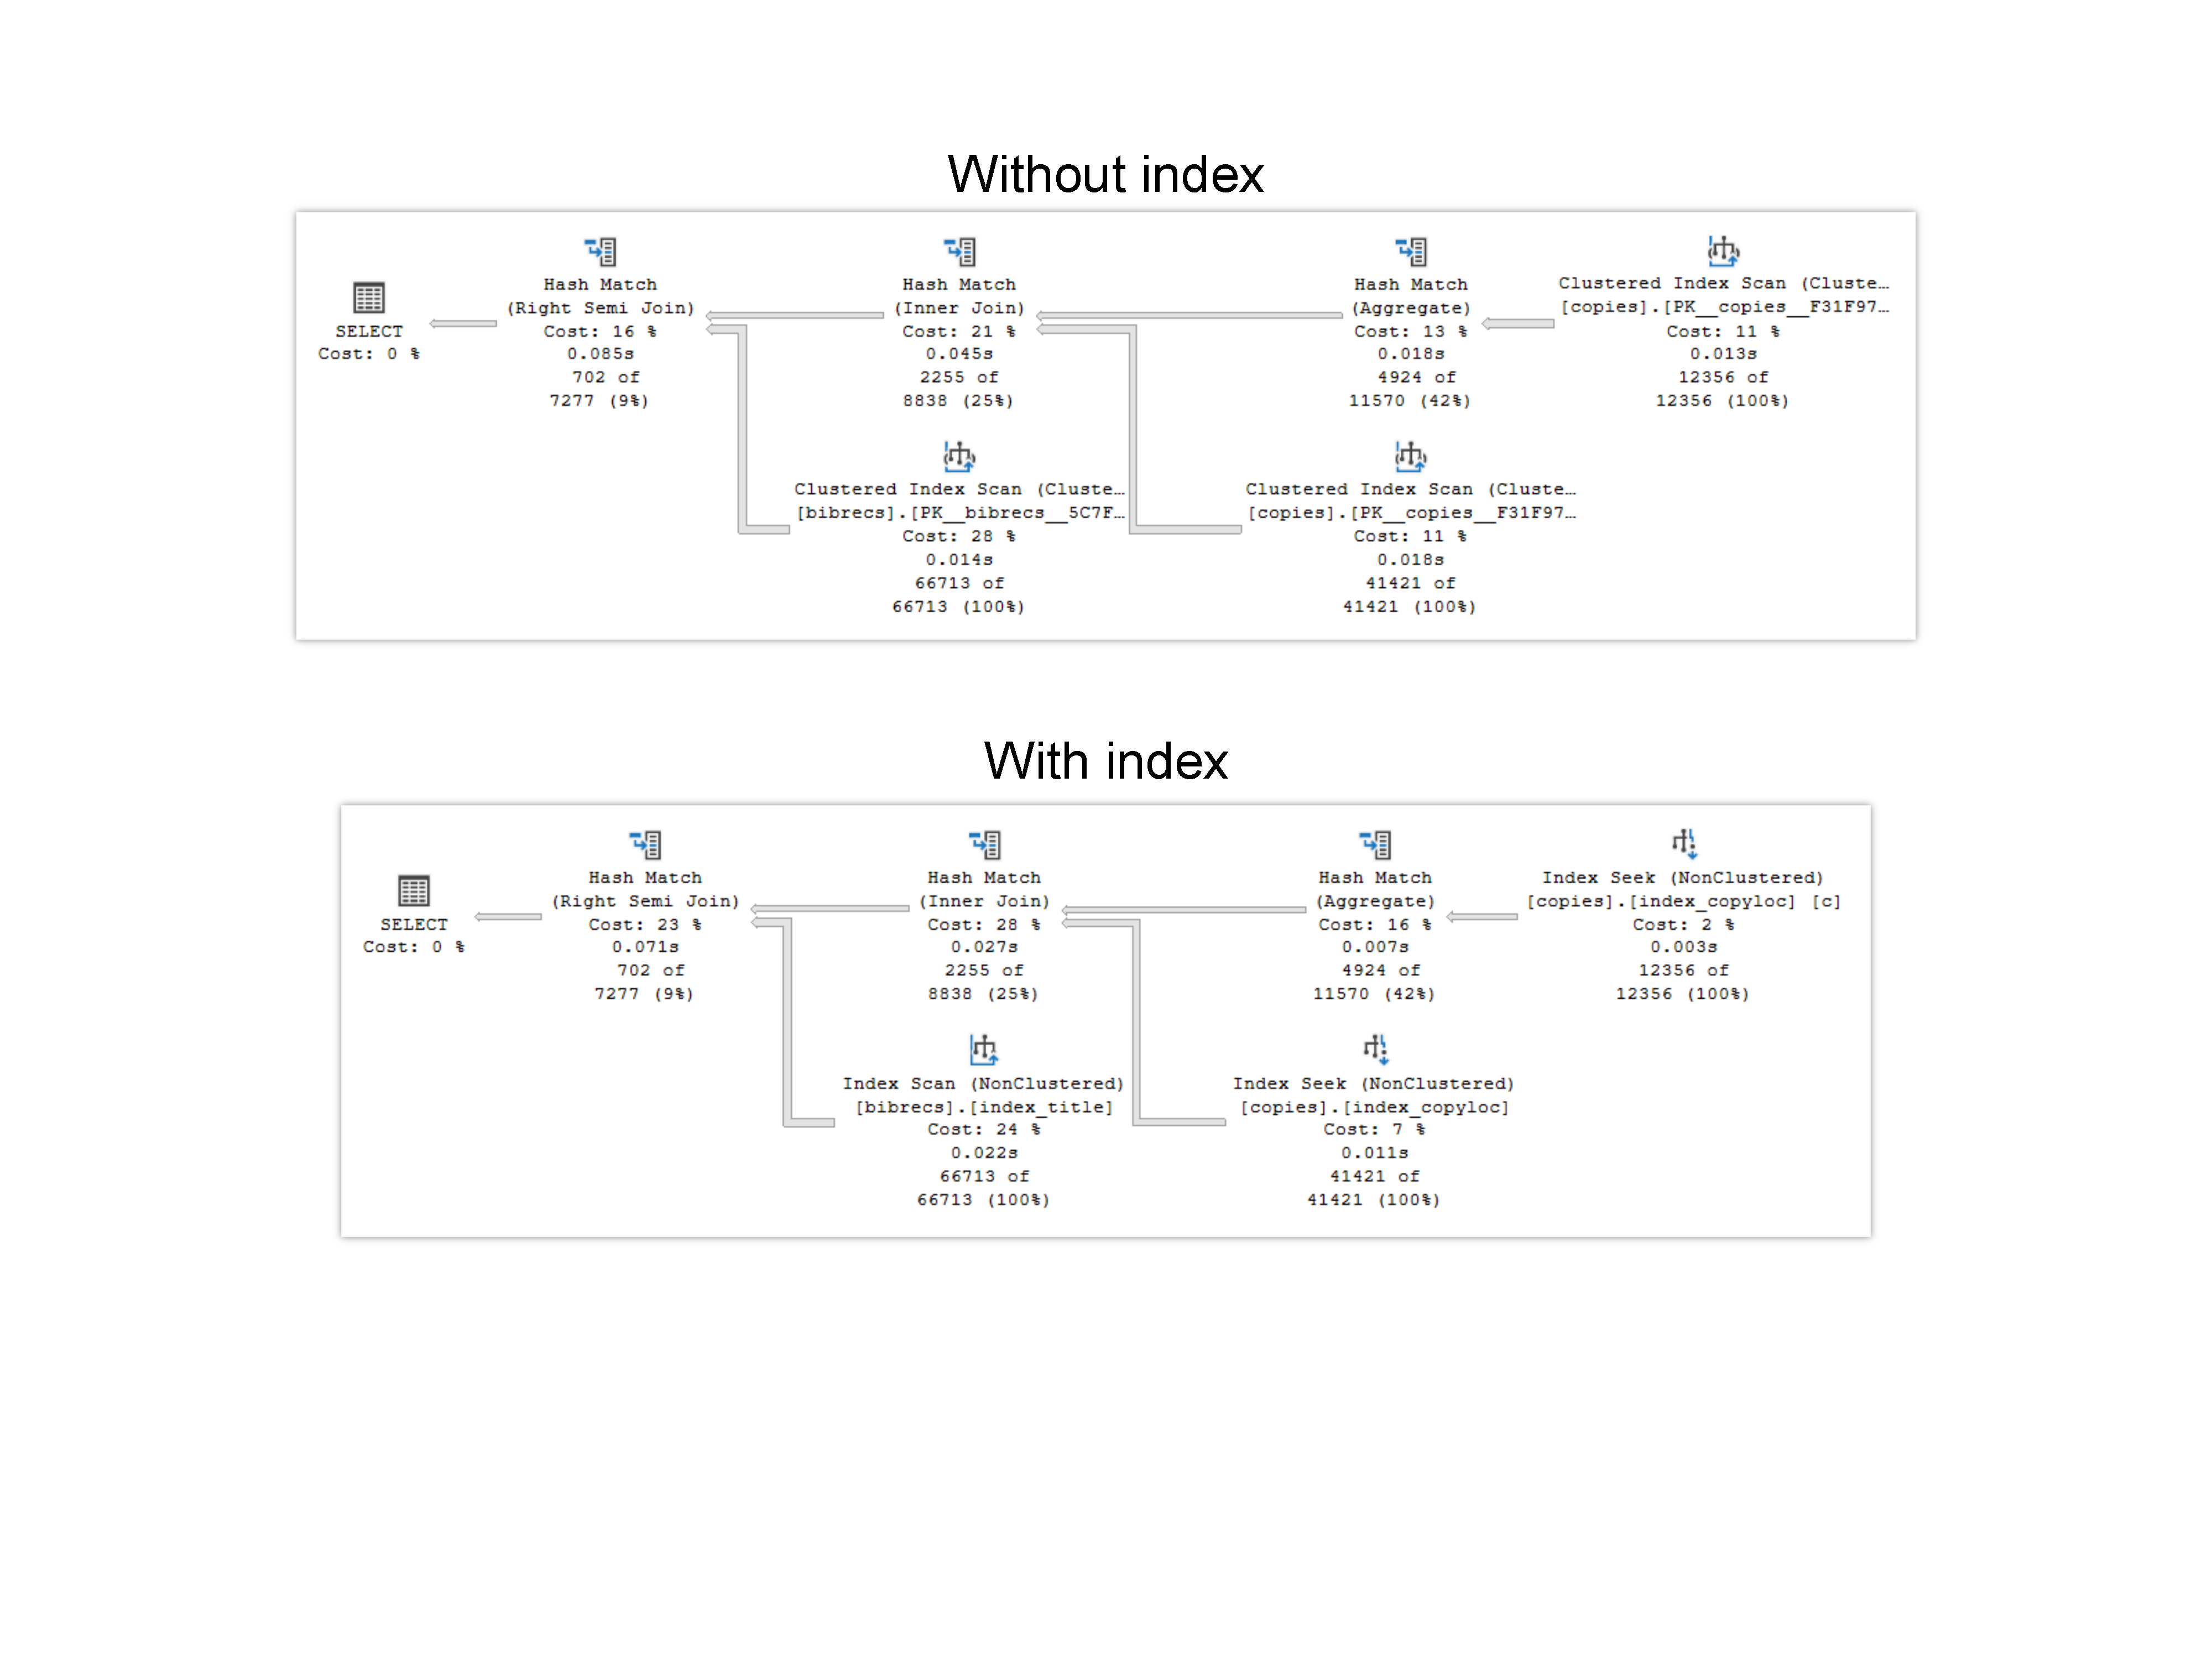 Without index
SELECT
Cost: 0 %
Hash Match
(Right Semi Join)
Cost: 16 %
0.085s
702 of
7277 (9%)
Hash Match
(Inner Join)
Cost: 21 %
0.045s
2255 of
8838 (25%)
Hash Match
(Aggregate)
Cost: 13 %
0.018s
4924 of
11570 (42%)
Clustered Index Scan (Cluste…
[copies].[PK__copies__F31F97…
Cost: 11 %
0.013s
12356 of
12356 (100%)
Clustered Index Scan (Cluste…
[bibrecs].[PK__bibrecs__5C7F…
Cost: 28 %
0.014s
66713 of
66713 (100%)
Clustered Index Scan (Cluste…
[copies].[PK__copies__F31F97…
Cost: 11 %
0.018s
41421 of
41421 (100%)
With index
SELECT
Cost: 0 %
Hash Match
(Right Semi Join)
Cost: 23 %
0.071s
702 of
7277 (9%)
Hash Match
(Inner Join)
Cost: 28 %
0.027s
2255 of
8838 (25%)
Hash Match
(Aggregate)
Cost: 16 %
0.007s
4924 of
11570 (42%)
Index Seek (NonClustered)
[copies].[index_copyloc] [c]
Cost: 2 %
0.003s
12356 of
12356 (100%)
Index Scan (NonClustered)
[bibrecs].[index_title]
Cost: 24 %
0.022s
66713 of
66713 (100%)
Index Seek (NonClustered)
[copies].[index_copyloc]
Cost: 7 %
0.011s
41421 of
41421 (100%)